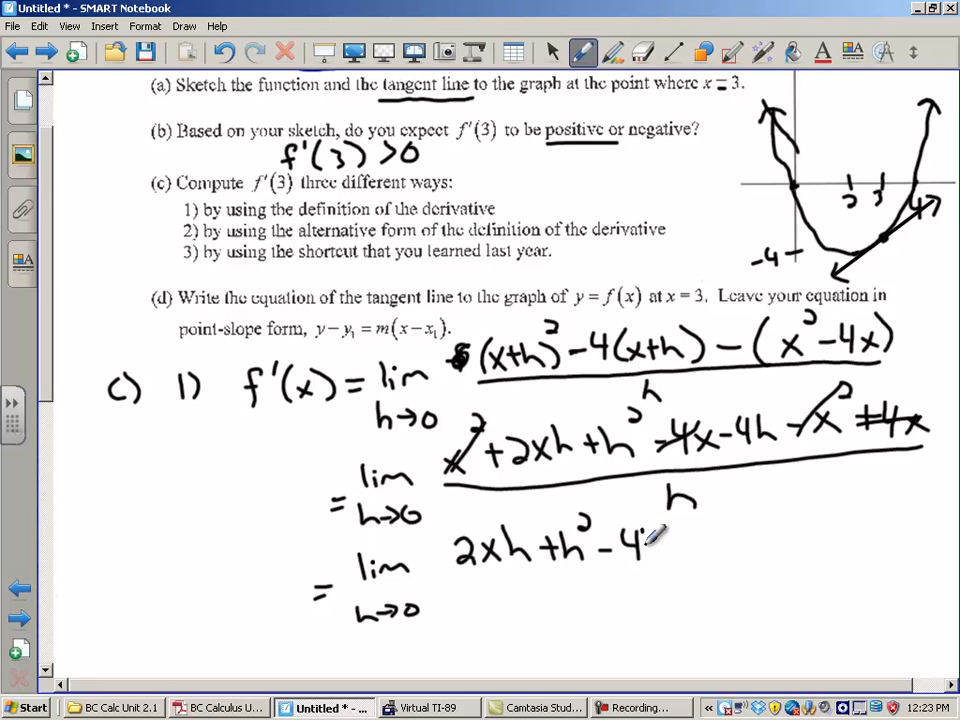 Untitled * - SMART Notebook
File Edit View Insert Format Draw Help
(a) Sketch the function and the tangent line to the graph at the point where x = 3.
(b) Based on your sketch, do you expect f′(3) to be positive or negative?
f'(3) >0
(c) Compute f′(3) three different ways:
1) by using the definition of the derivative
2) by using the alternative form of the definition of the derivative
3) by using the shortcut that you learned last year.
2 3 4
-4
(d) Write the equation of the tangent line to the graph of y = f(x) at x = 3. Leave your equation in
point-slope form, y − y₁ = m(x − x₁).
c) 1) f'(x) = lim h→0 (x+h)² -4(x+h) - (x² -4x)
h
= lim h→0 x² +2xh +h² -4x -4h -x² +4x
h
= lim h→0 2xh +h² - 4
Start BC Calc Unit 2.1 BC Calculus U... Untitled * - ... Virtual TI-89 Camtasia Stud... Recording... 12:23 PM